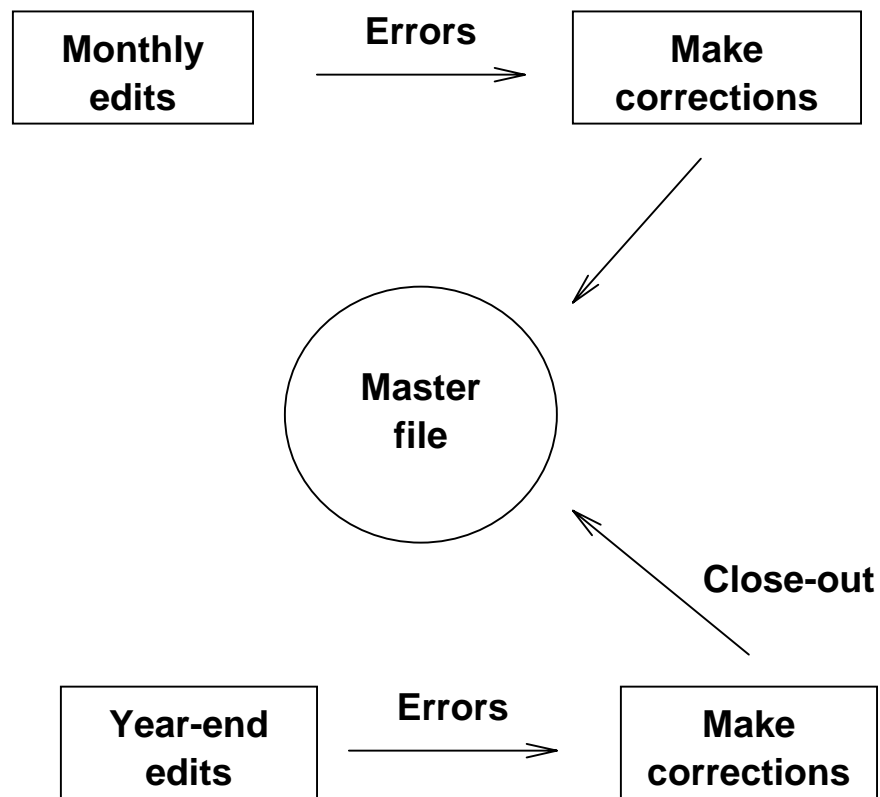 Monthly
edits
Errors
Make
corrections
Master
file
Close-out
Year-end
edits
Errors
Make
corrections